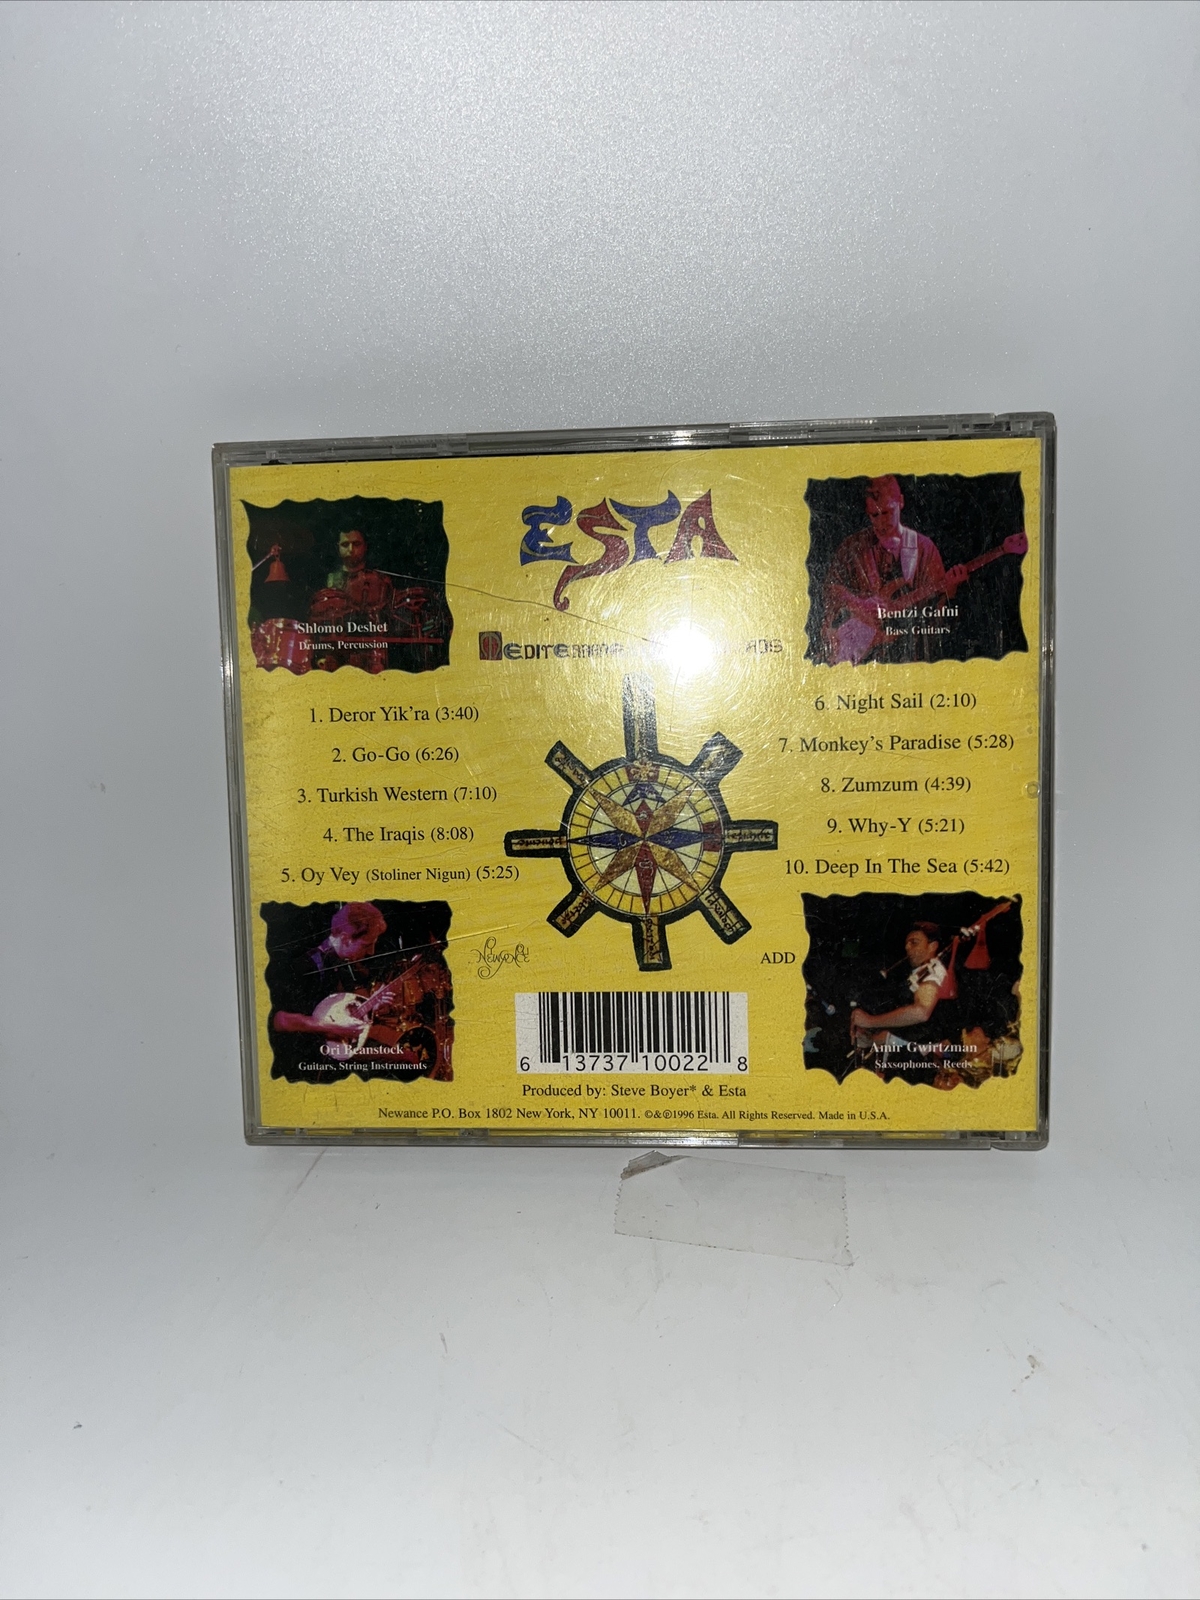 ESTA
Shlomo Deshet
Drums, Percussion
Bentzi Gafni
Bass Guitars
1. Deror Yik'ra (3:40)
2. Go-Go (6:26)
3. Turkish Western (7:10)
4. The Iraqis (8:08)
5. Oy Vey (Stoliner Nigun) (5:25)
6. Night Sail (2:10)
7. Monkey's Paradise (5:28)
8. Zumzum (4:39)
9. Why-Y (5:21)
10. Deep In The Sea (5:42)
Newance
ADD
Ori Beanstock
Guitars, String Instruments
Amir Gwirtzman
Saxsophones, Reeds
6 13737 10022 8
Produced by: Steve Boyer* & Esta
Newance P.O. Box 1802 New York, NY 10011. ©&℗1996 Esta. All Rights Reserved. Made in U.S.A.